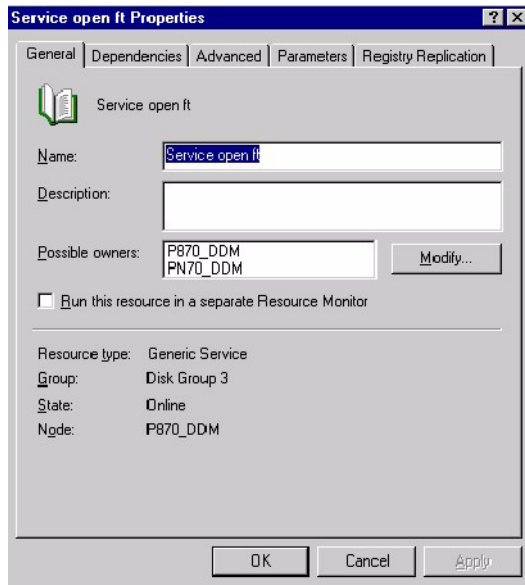 Service open ft Properties
General Dependencies Advanced Parameters Registry Replication
Service open ft
Name: Service open ft
Description:
Possible owners: P870_DDM
PN70_DDM
Modify...
Run this resource in a separate Resource Monitor
Resource type: Generic Service
Group: Disk Group 3
State: Online
Node: P870_DDM
OK Cancel Apply